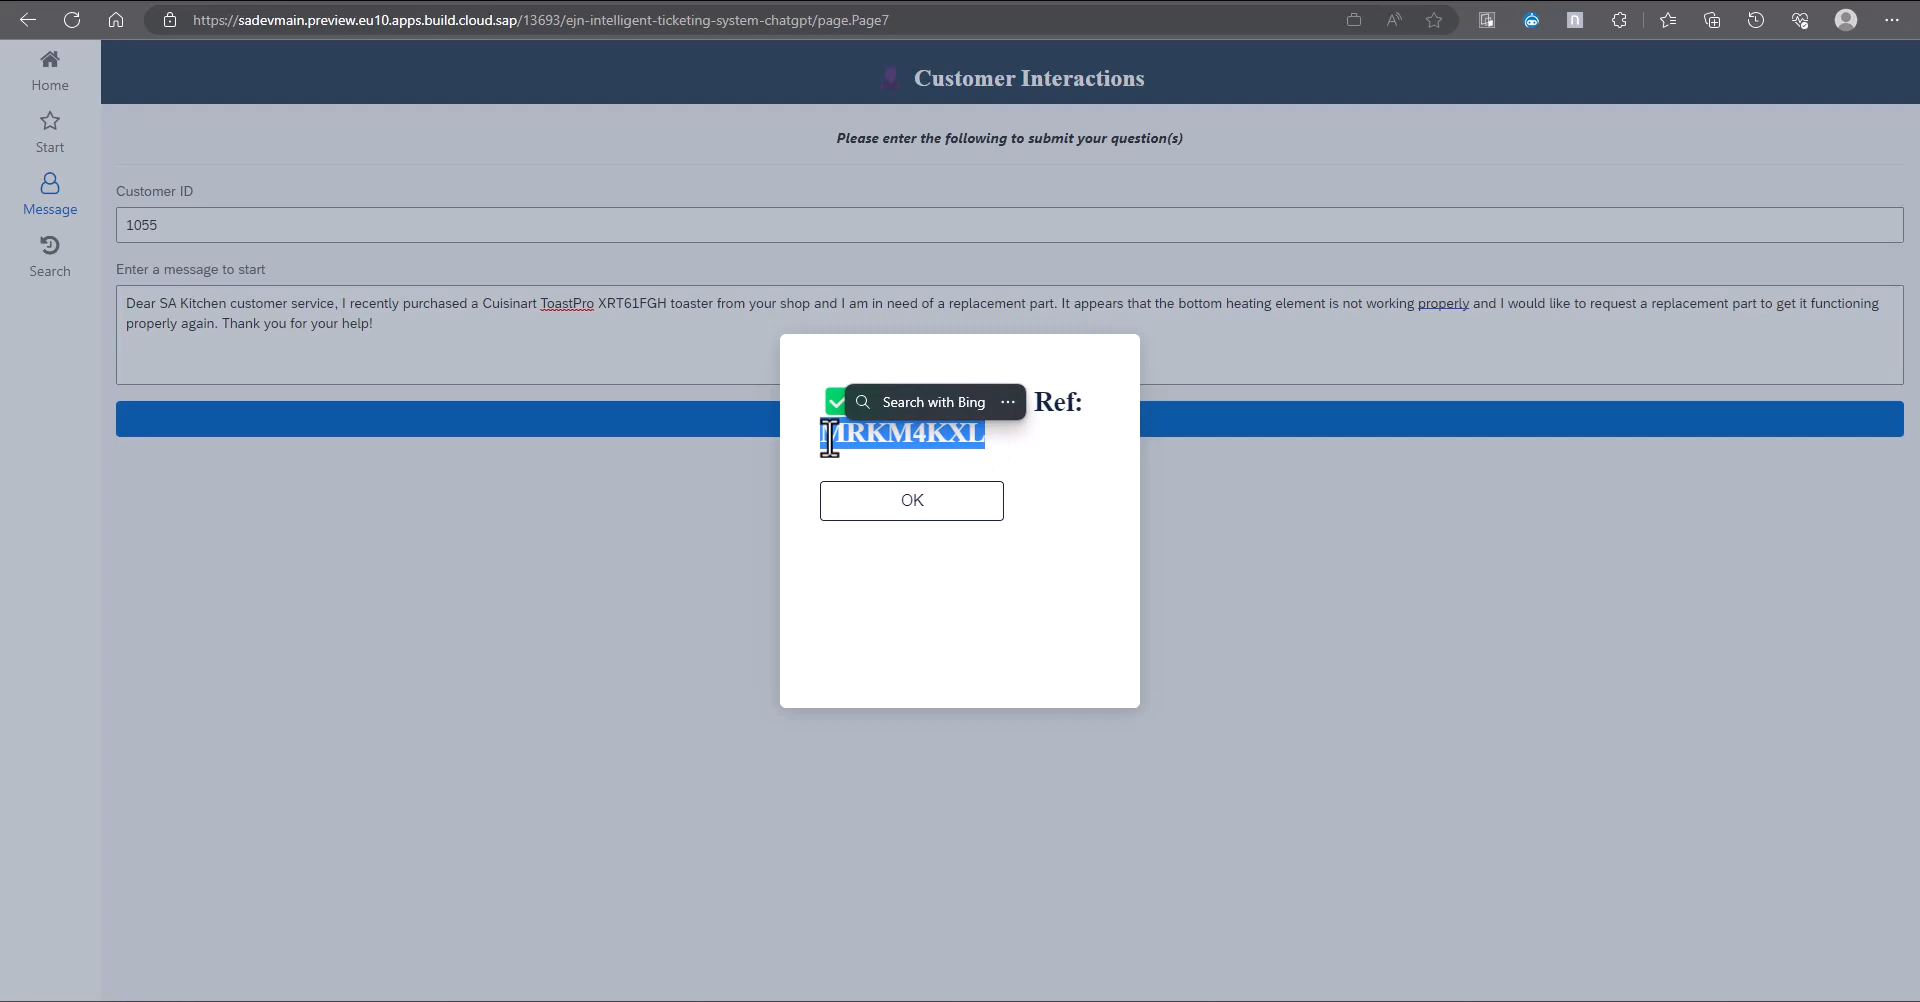 https://sadevmain.preview.eu10.apps.build.cloud.sap/13693/ejn-intelligent-ticketing-system-chatgpt/page.Page7
Home
Start
Message
Search
Customer Interactions
Please enter the following to submit your question(s)
Customer ID
1055
Enter a message to start
Dear SA Kitchen customer service, I recently purchased a Cuisinart ToastPro XRT61FGH toaster from your shop and I am in need of a replacement part. It appears that the bottom heating element is not working properly and I would like to request a replacement part to get it functioning
properly again. Thank you for your help!
Search with Bing
Ref:
MRKM4KXL
OK